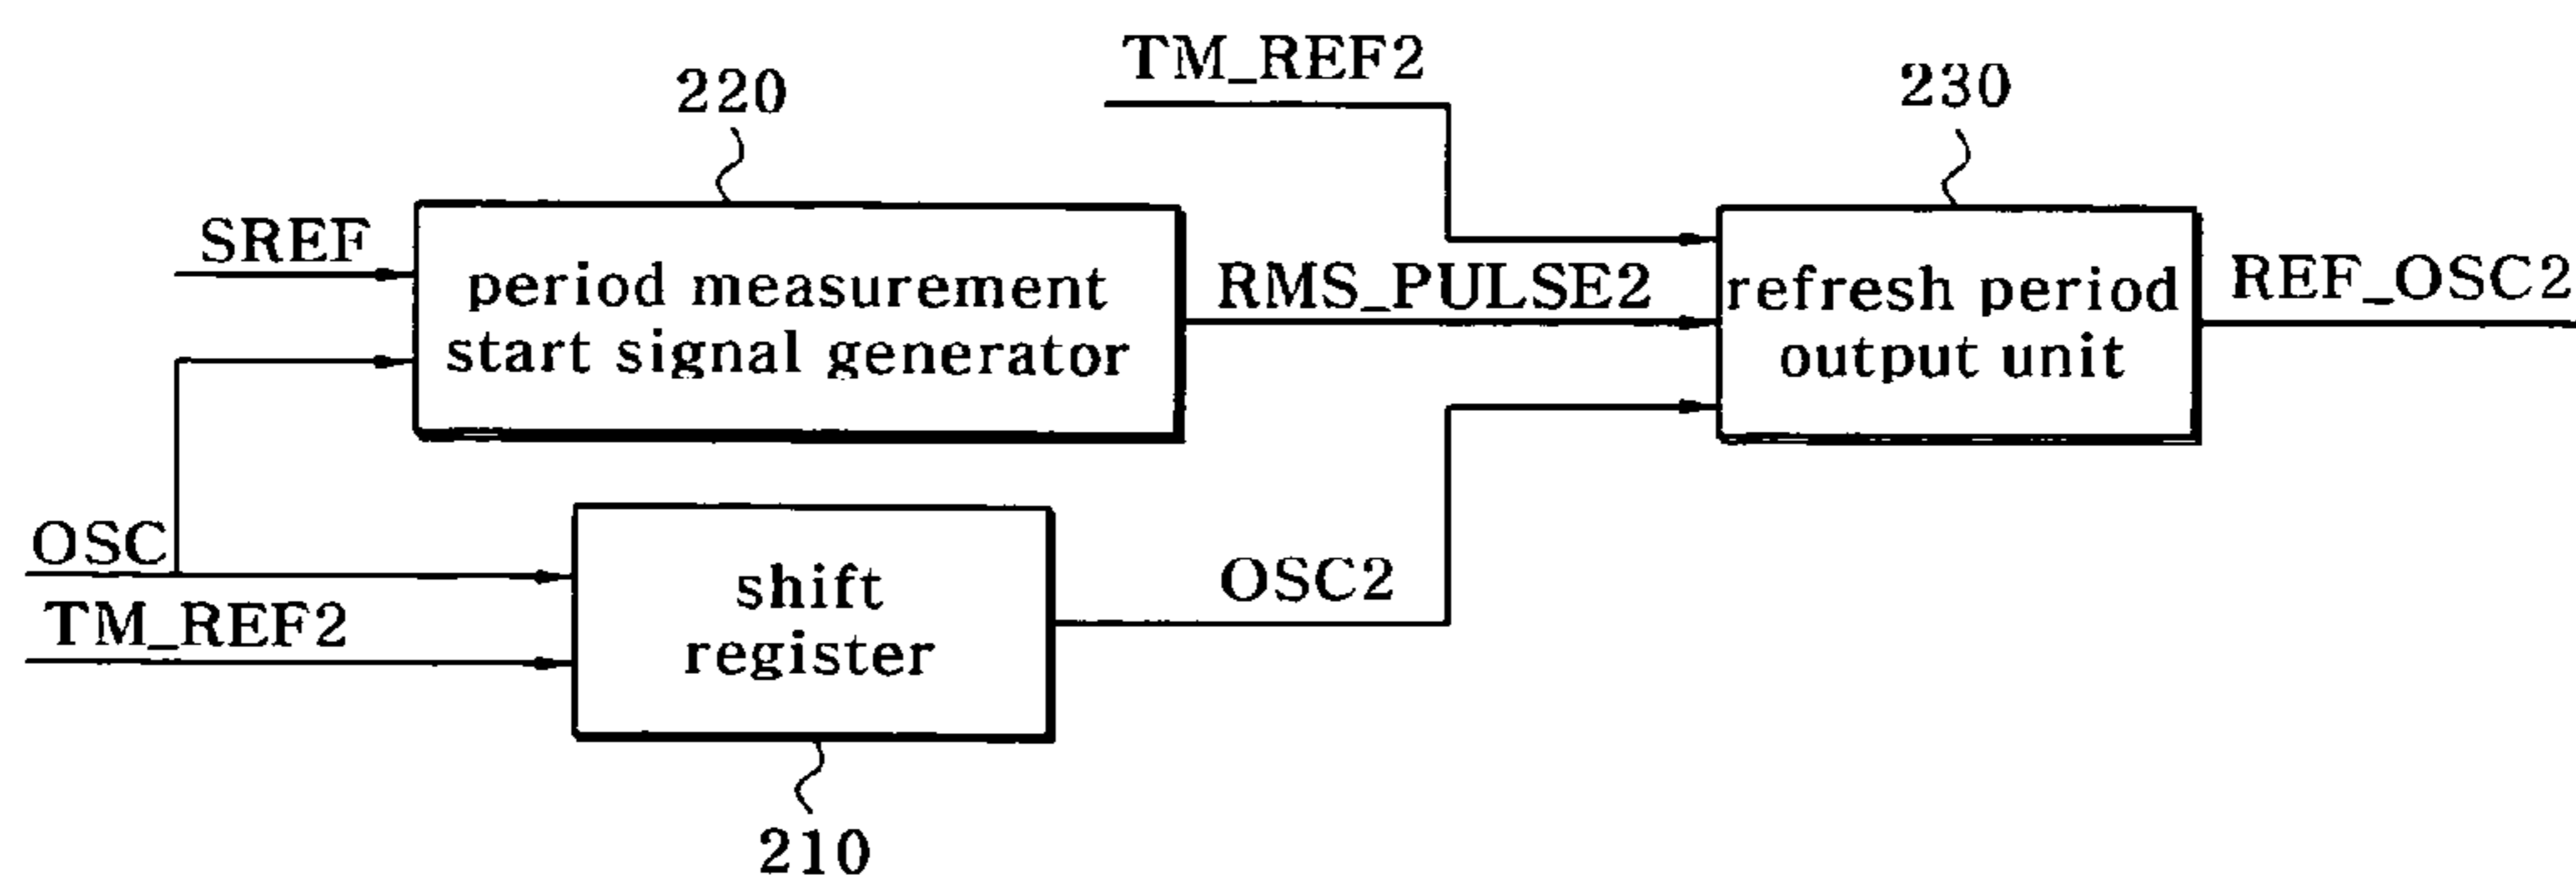 TM_REF2
220
230
SREF
period measurement
start signal generator
RMS_PULSE2
refresh period
output unit
REF_OSC2
OSC
TM_REF2
shift
register
OSC2
210